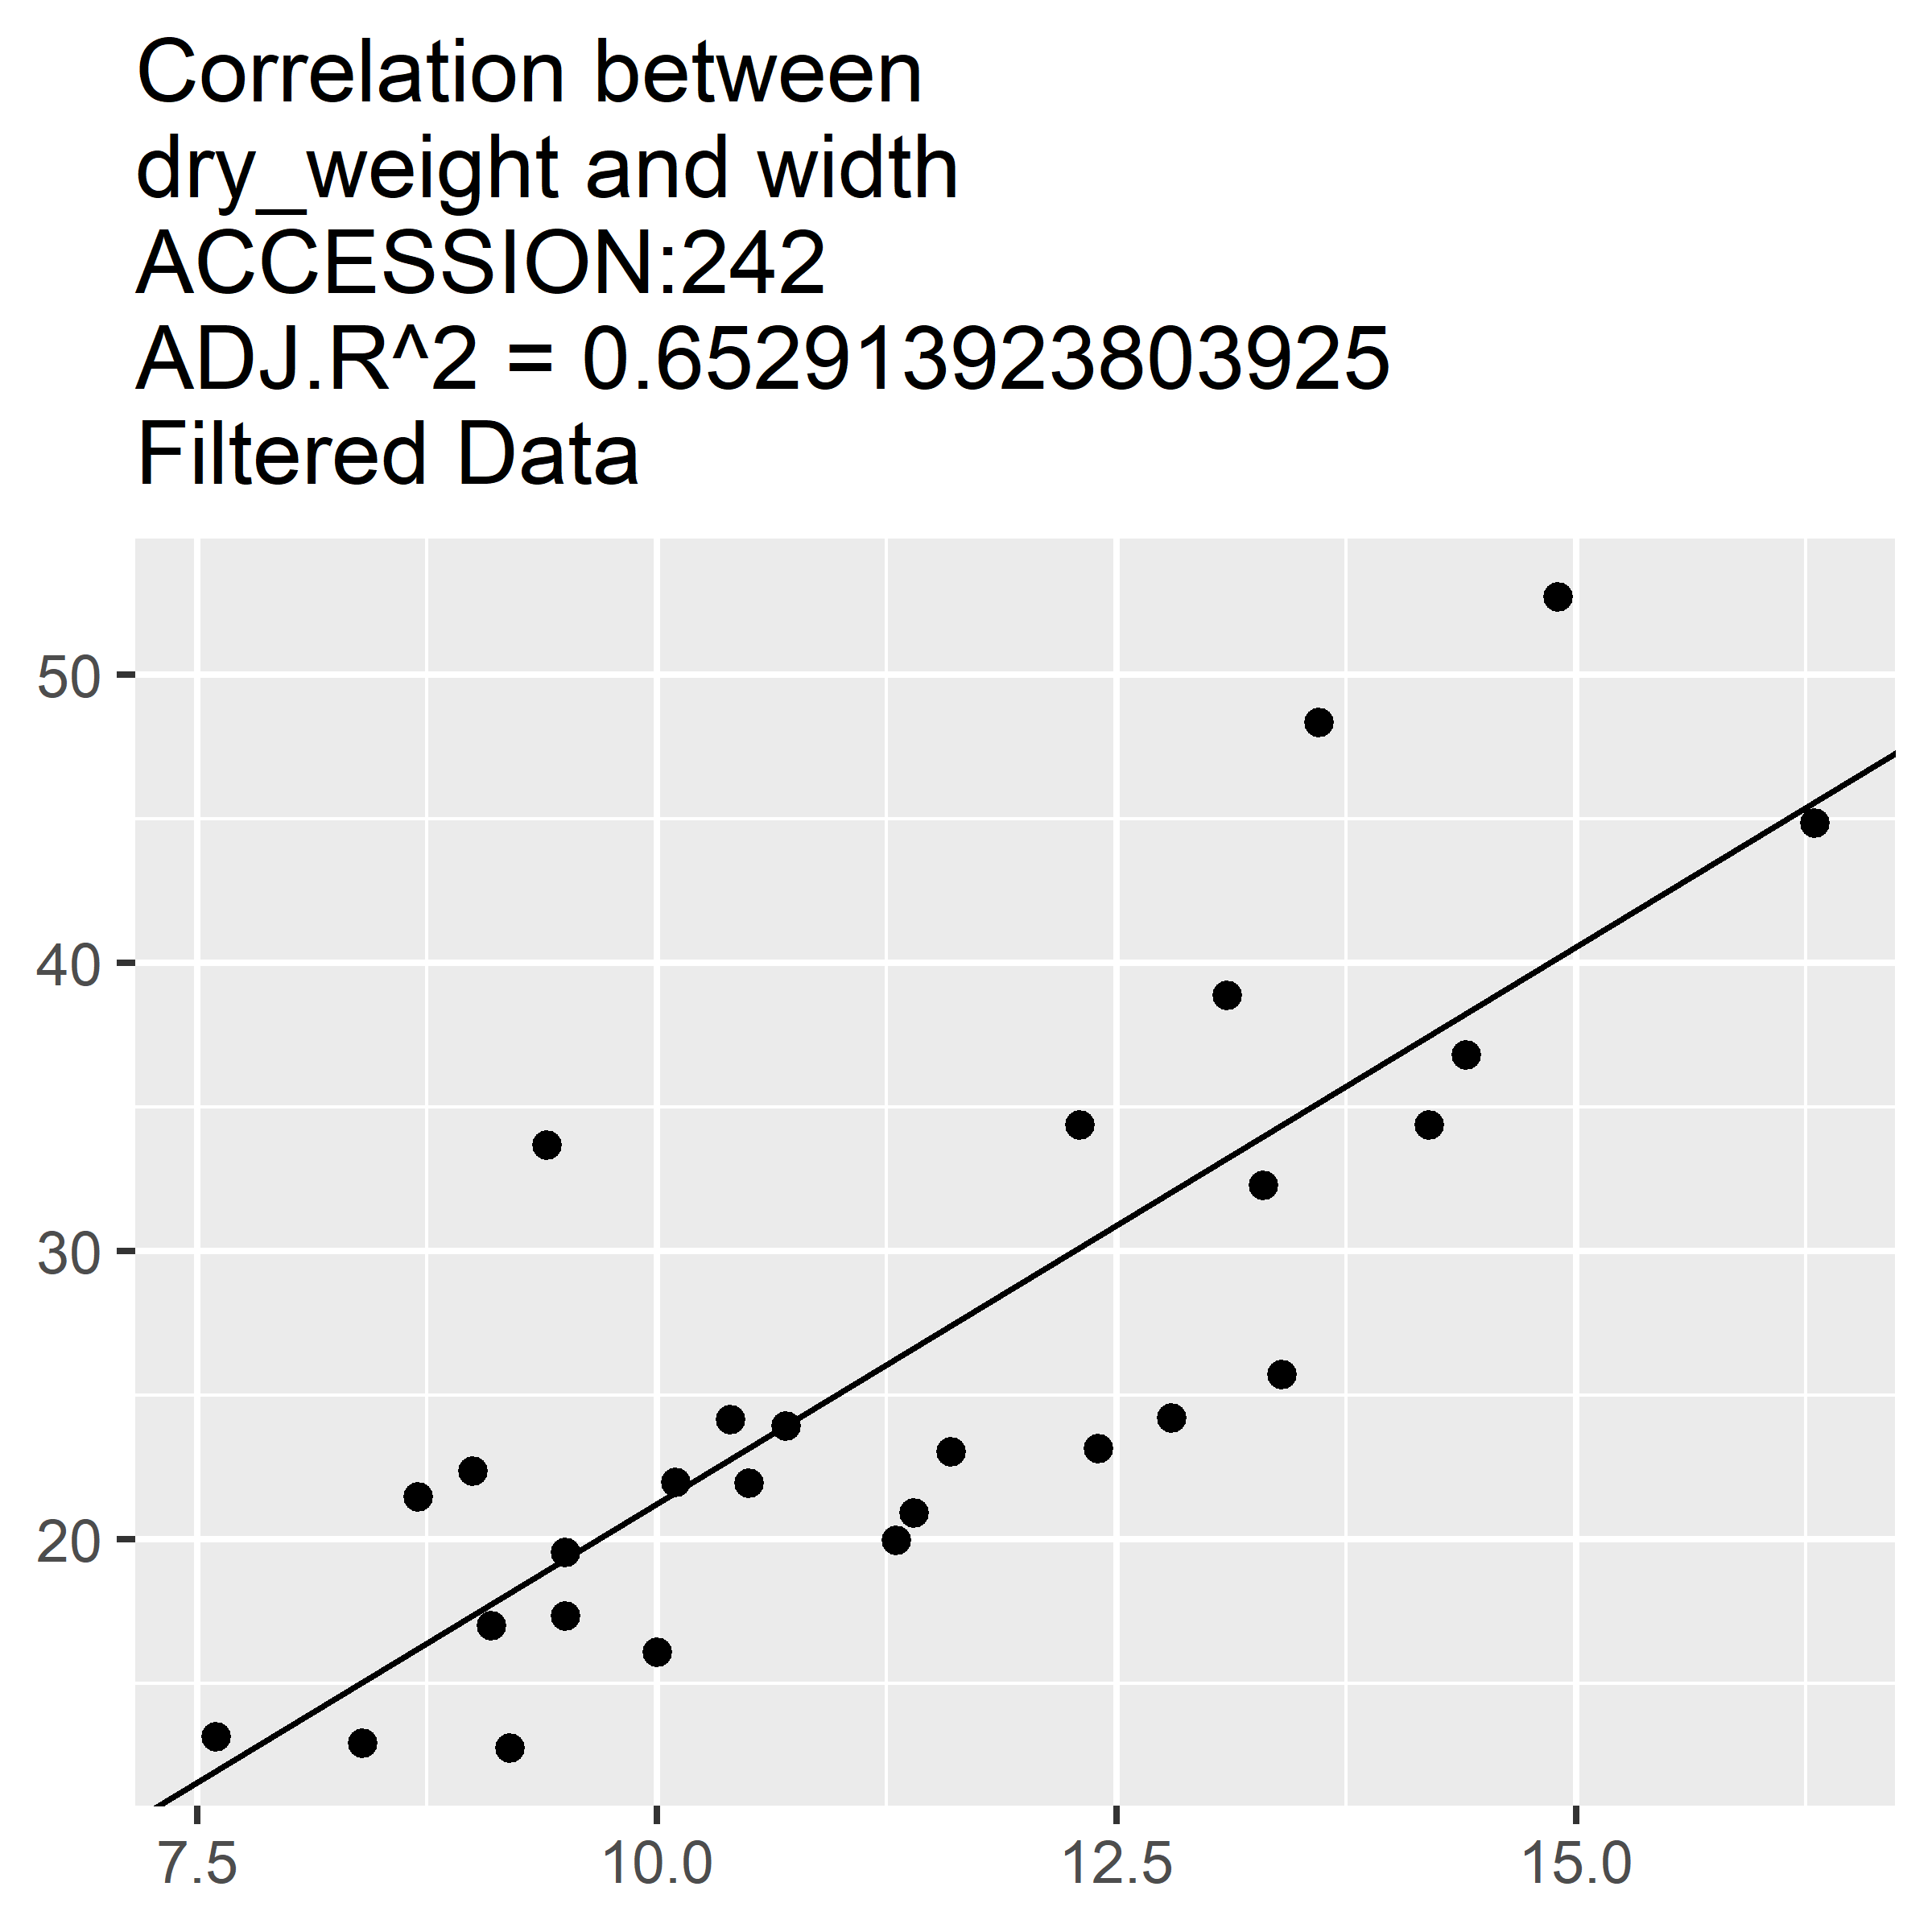 Correlation between
dry_weight and width
ACCESSION:242
ADJ.R^2 = 0.652913923803925
Filtered Data
50
40
30
20
7.5 10.0 12.5 15.0